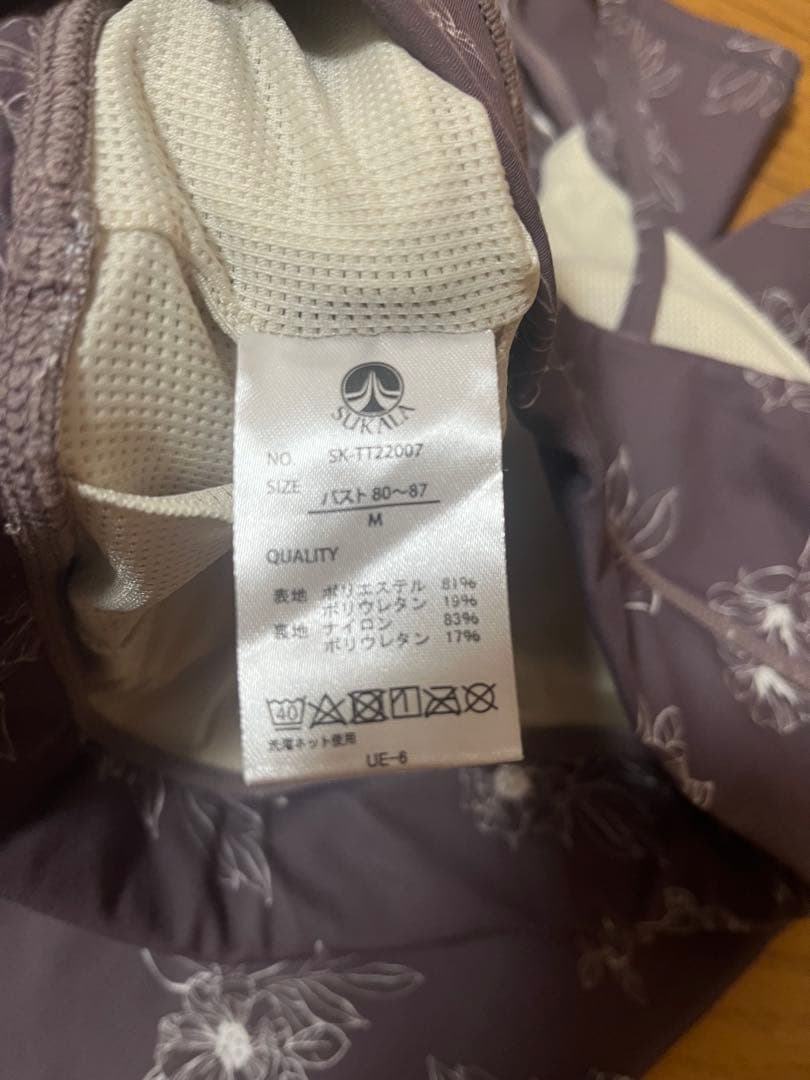 SUKALA
NO. SK-TT22007
SIZE バスト 80～87
M
QUALITY
表地 ポリエステル 81%
ポリウレタン 19%
裏地 ナイロン 83%
ポリウレタン 17%
40
洗濯ネット使用
UE-6